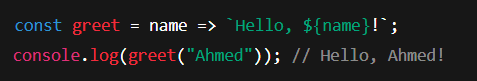 const greet = name => `Hello, ${name}!`;
console.log(greet("Ahmed")); // Hello, Ahmed!